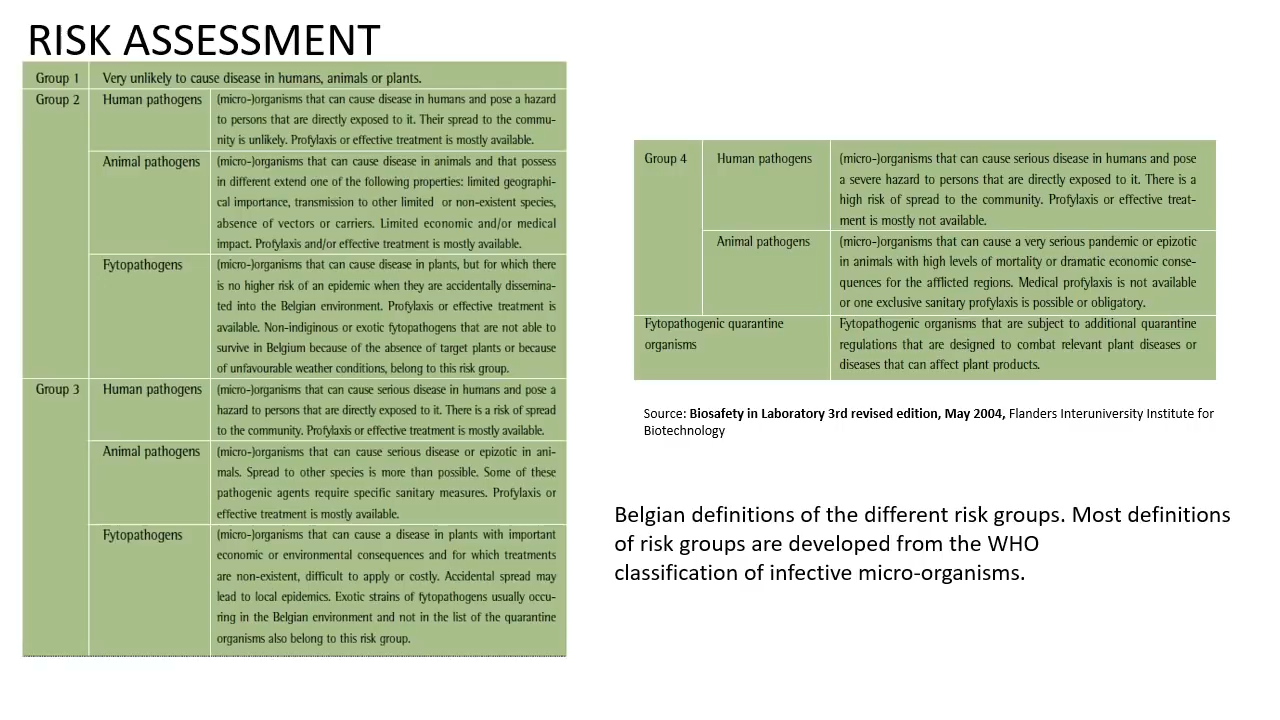 RISK ASSESSMENT
Group 1 Very unlikely to cause disease in humans, animals or plants.
Group 2 Human pathogens (micro-)organisms that can cause disease in humans and pose a hazard
to persons that are directly exposed to it. Their spread to the commu-
nity is unlikely. Profylaxis or effective treatment is mostly available.
Animal pathogens (micro-)organisms that can cause disease in animals and that possess
in different extend one of the following properties: limited geographi-
cal importance, transmission to other limited or non-existent species,
absence of vectors or carriers. Limited economic and/or medical
impact. Profylaxis and/or effective treatment is mostly available.
Fytopathogens (micro-)organisms that can cause disease in plants, but for which there
is no higher risk of an epidemic when they are accidentally dissemina-
ted into the Belgian environment. Profylaxis or effective treatment is
available. Non-indiginous or exotic fytopathogens that are not able to
survive in Belgium because of the absence of target plants or because
of unfavourable weather conditions, belong to this risk group.
Group 3 Human pathogens (micro-)organisms that can cause serious disease in humans and pose a
hazard to persons that are directly exposed to it. There is a risk of spread
to the community. Profylaxis or effective treatment is mostly available.
Animal pathogens (micro-)organisms that can cause serious disease or epizotic in ani-
mals. Spread to other species is more than possible. Some of these
pathogenic agents require specific sanitary measures. Profylaxis or
effective treatment is mostly available.
Fytopathogens (micro-)organisms that can cause a disease in plants with important
economic or environmental consequences and for which treatments
are non-existent, difficult to apply or costly. Accidental spread may
lead to local epidemics. Exotic strains of fytopathogens usually occu-
ring in the Belgian environment and not in the list of the quarantine
organisms also belong to this risk group.
Group 4 Human pathogens (micro-)organisms that can cause serious disease in humans and pose
a severe hazard to persons that are directly exposed to it. There is a
high risk of spread to the community. Profylaxis or effective treat-
ment is mostly not available.
Animal pathogens (micro-)organisms that can cause a very serious pandemic or epizotic
in animals with high levels of mortality or dramatic economic conse-
quences for the afflicted regions. Medical profylaxis is not available
or one exclusive sanitary profylaxis is possible or obligatory.
Fytopathogenic quarantine Fytopathogenic organisms that are subject to additional quarantine
organisms regulations that are designed to combat relevant plant diseases or
diseases that can affect plant products.
Source: Biosafety in Laboratory 3rd revised edition, May 2004, Flanders Interuniversity Institute for
Biotechnology
Belgian definitions of the different risk groups. Most definitions
of risk groups are developed from the WHO
classification of infective micro-organisms.